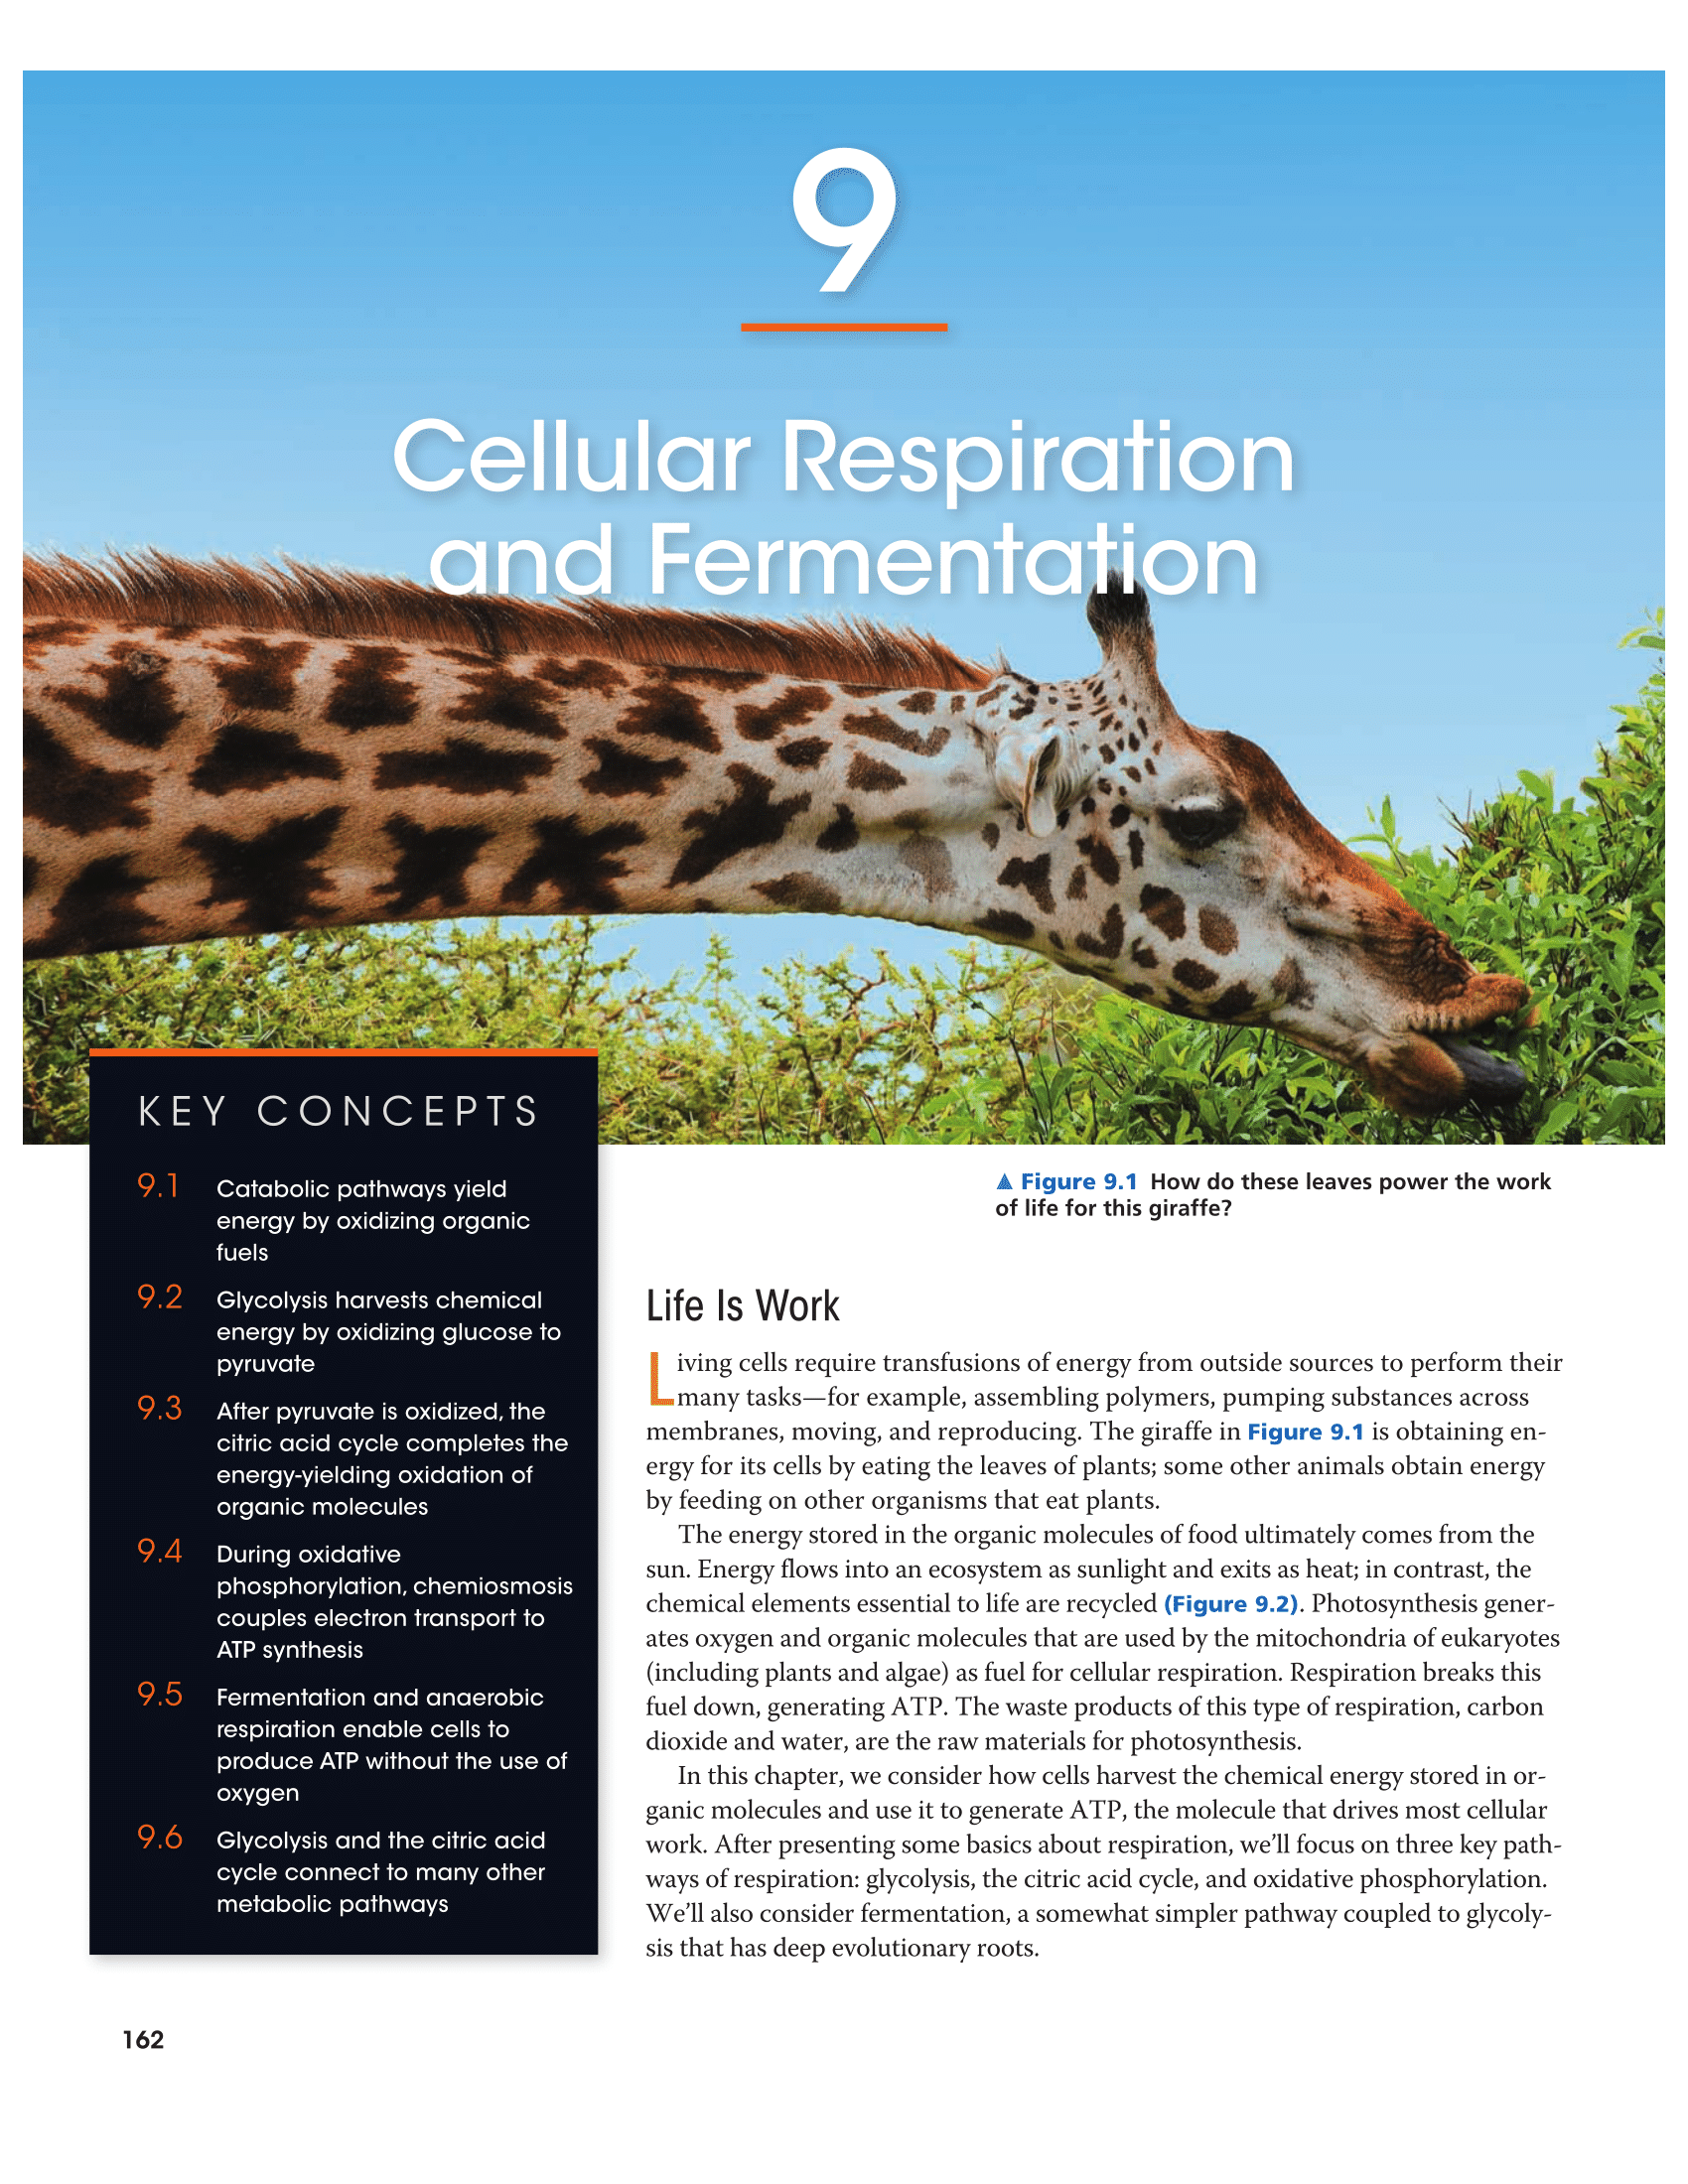 9
Cellular Respiration
and Fermentation
KEY CONCEPTS
9.1 Catabolic pathways yield
energy by oxidizing organic
fuels
9.2 Glycolysis harvests chemical
energy by oxidizing glucose to
pyruvate
9.3 After pyruvate is oxidized, the
citric acid cycle completes the
energy-yielding oxidation of
organic molecules
9.4 During oxidative
phosphorylation, chemiosmosis
couples electron transport to
ATP synthesis
9.5 Fermentation and anaerobic
respiration enable cells to
produce ATP without the use of
oxygen
9.6 Glycolysis and the citric acid
cycle connect to many other
metabolic pathways
▲ Figure 9.1 How do these leaves power the work
of life for this giraffe?
Life Is Work
Living cells require transfusions of energy from outside sources to perform their
many tasks—for example, assembling polymers, pumping substances across
membranes, moving, and reproducing. The giraffe in Figure 9.1 is obtaining en-
ergy for its cells by eating the leaves of plants; some other animals obtain energy
by feeding on other organisms that eat plants.
The energy stored in the organic molecules of food ultimately comes from the
sun. Energy flows into an ecosystem as sunlight and exits as heat; in contrast, the
chemical elements essential to life are recycled (Figure 9.2). Photosynthesis gener-
ates oxygen and organic molecules that are used by the mitochondria of eukaryotes
(including plants and algae) as fuel for cellular respiration. Respiration breaks this
fuel down, generating ATP. The waste products of this type of respiration, carbon
dioxide and water, are the raw materials for photosynthesis.
In this chapter, we consider how cells harvest the chemical energy stored in or-
ganic molecules and use it to generate ATP, the molecule that drives most cellular
work. After presenting some basics about respiration, we'll focus on three key path-
ways of respiration: glycolysis, the citric acid cycle, and oxidative phosphorylation.
We'll also consider fermentation, a somewhat simpler pathway coupled to glycoly-
sis that has deep evolutionary roots.
162